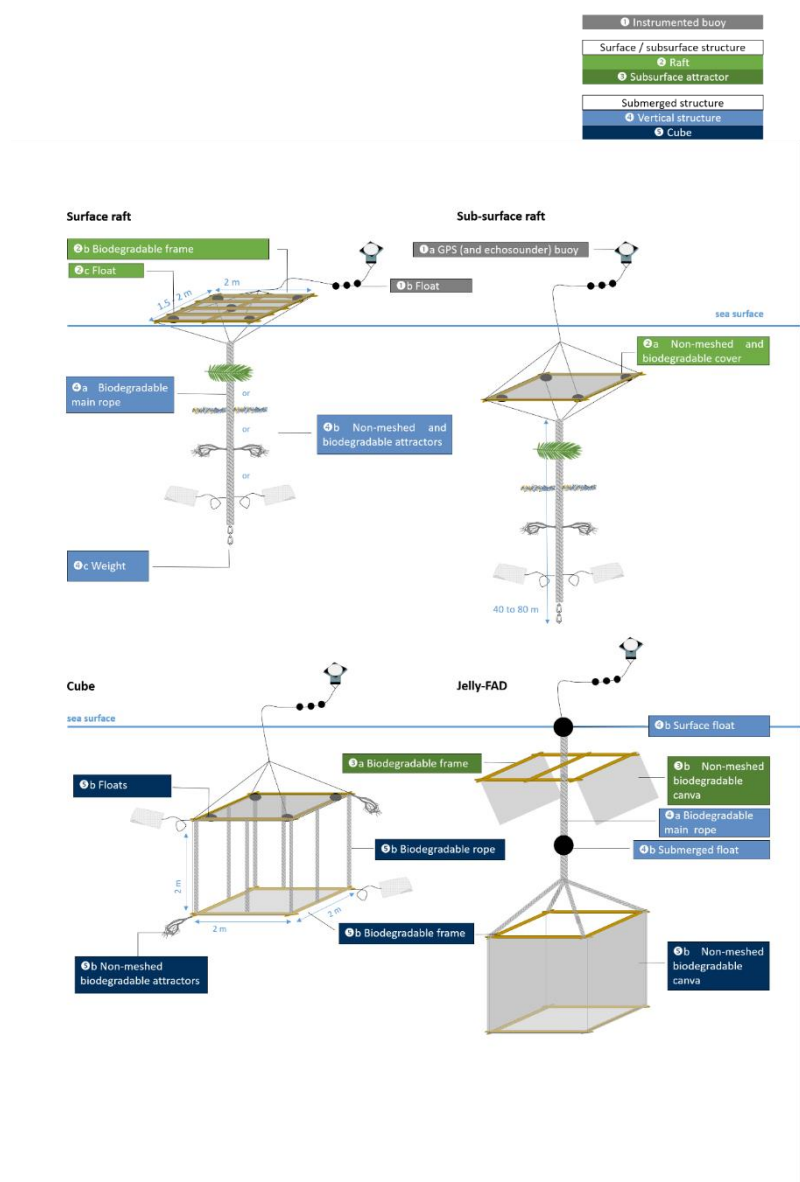 ❶ Instrumented buoy
Surface / subsurface structure
❷ Raft
❸ Subsurface attractor
Submerged structure
❹ Vertical structure
❺ Cube
Surface raft
Sub-surface raft
❷b Biodegradable frame
❶a GPS (and echosounder) buoy
❷c Float
2 m
1.5 - 2 m
❶b Float
sea surface
❷a Non-meshed and
biodegradable cover
❹a Biodegradable
main rope
or
or
❹b Non-meshed and
biodegradable attractors
or
❹c Weight
40 to 80 m
Cube
Jelly-FAD
sea surface
❹b Surface float
❸a Biodegradable frame
❸b Non-meshed
biodegradable
canva
❺b Floats
❹a Biodegradable
main rope
❺b Biodegradable rope
❹b Submerged float
2 m
2 m
2 m
❺b Biodegradable frame
❺b Non-meshed
biodegradable attractors
❺b Non-meshed
biodegradable
canva